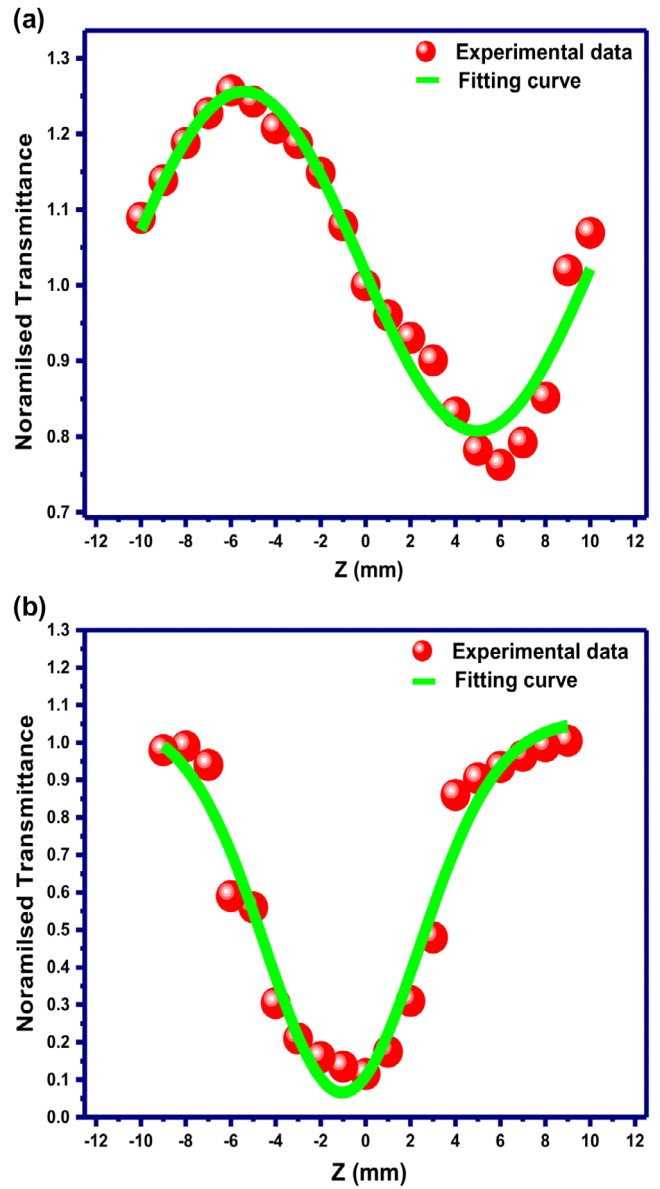 (a)
1.3
1.2
1.1
1.0
0.9
0.8
0.7
Noramilsed Transmittance
Experimental data
Fitting curve
-12 -10 -8 -6 -4 -2 0 2 4 6 8 10 12
Z (mm)
(b)
1.3
1.2
1.1
1.0
0.9
0.8
0.7
0.6
0.5
0.4
0.3
0.2
0.1
0.0
Noramilsed Transmittance
Experimental data
Fitting curve
-12 -10 -8 -6 -4 -2 0 2 4 6 8 10 12
Z (mm)